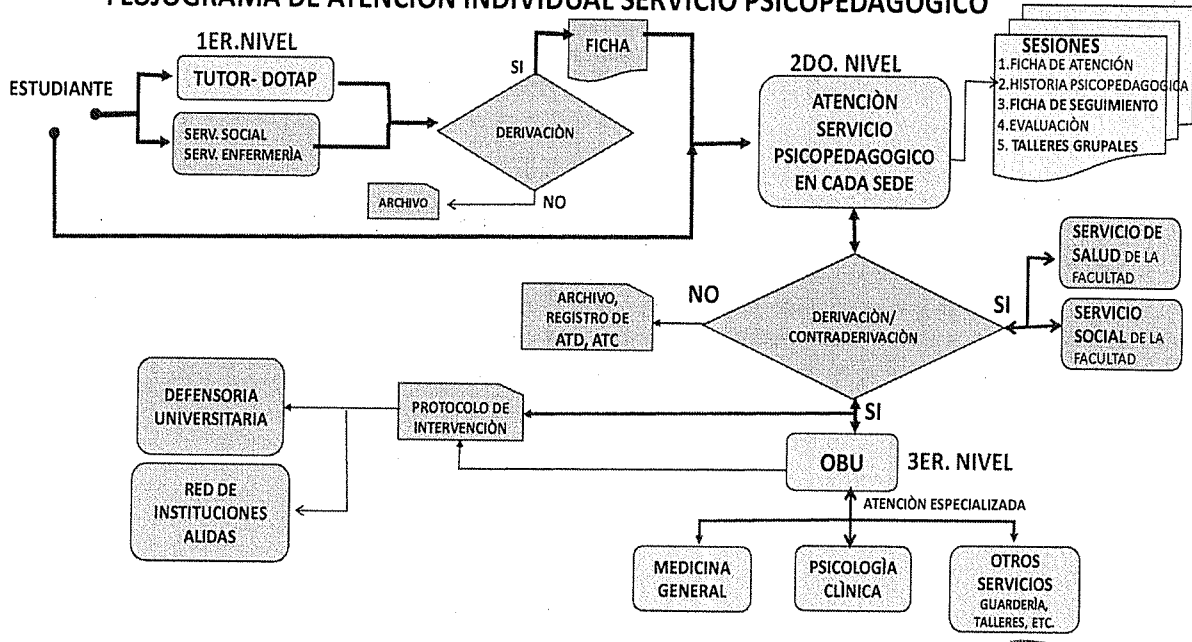 FLUJOGRAMA DE ATENCION INDIVIDUAL SERVICIO PSICOPEDAGOGICO
1ER.NIVEL
ESTUDIANTE
TUTOR- DOTAP
SERV. SOCIAL
SERV. ENFERMERÌA
SI
FICHA
DERIVACIÒN
ARCHIVO
NO
2DO. NIVEL
ATENCIÒN
SERVICIO
PSICOPEDAGOGICO
EN CADA SEDE
SESIONES
1.FICHA DE ATENCIÓN
2.HISTORIA PSICOPEDAGOGICA
3.FICHA DE SEGUIMIENTO
4.EVALUACIÒN
5. TALLERES GRUPALES
ARCHIVO,
REGISTRO DE
ATD, ATC
NO
DERIVACIÒN/
CONTRADERIVACIÒN
SI
SERVICIO DE
SALUD DE LA
FACULTAD
SERVICIO
SOCIAL DE LA
FACULTAD
DEFENSORIA
UNIVERSITARIA
PROTOCOLO DE
INTERVENCIÒN
SI
OBU
3ER. NIVEL
RED DE
INSTITUCIONES
ALIDAS
ATENCIÒN ESPECIALIZADA
MEDICINA
GENERAL
PSICOLOGÌA
CLÌNICA
OTROS
SERVICIOS
GUARDERÌA,
TALLERES, ETC.